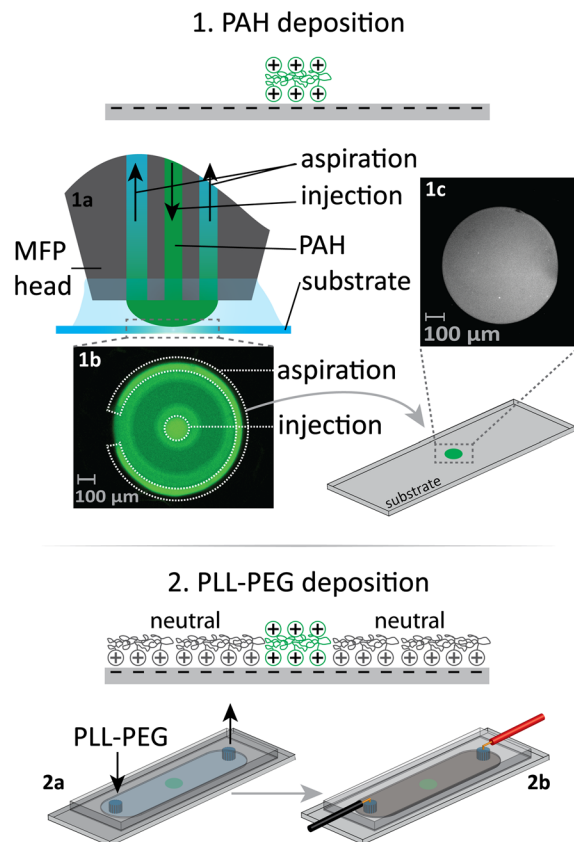 1. PAH deposition
+ + +
+ + +
1a
aspiration
injection
PAH
MFP
head
substrate
1c
100 μm
1b
aspiration
injection
100 μm
substrate
2. PLL-PEG deposition
neutral
+ + +
neutral
+ + + + + + + + + + + + + + +
PLL-PEG
2a
2b